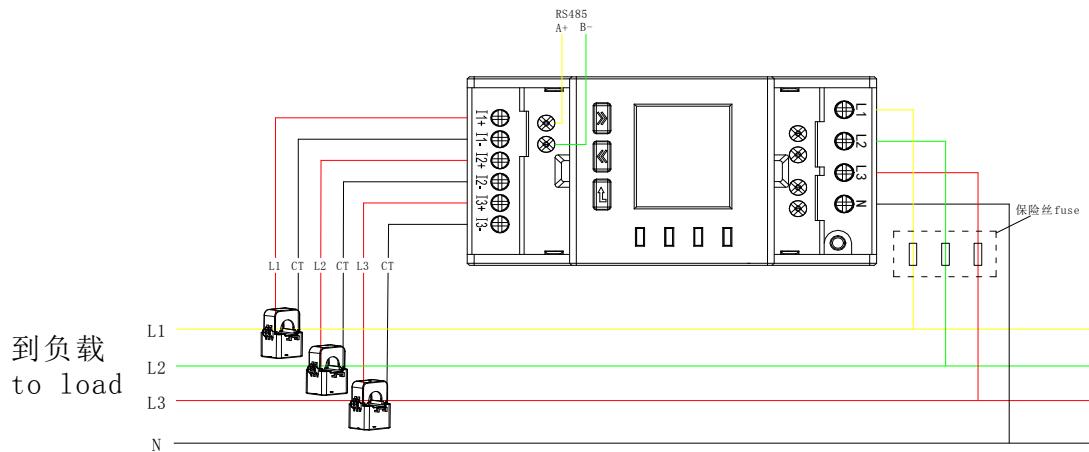 RS485
A+ B-
I1+
I1-
I2+
I2-
I3+
I3-
L1
L2
L3
N
保险丝fuse
L1 CT L2 CT L3 CT
到负载
to load
L1
L2
L3
N